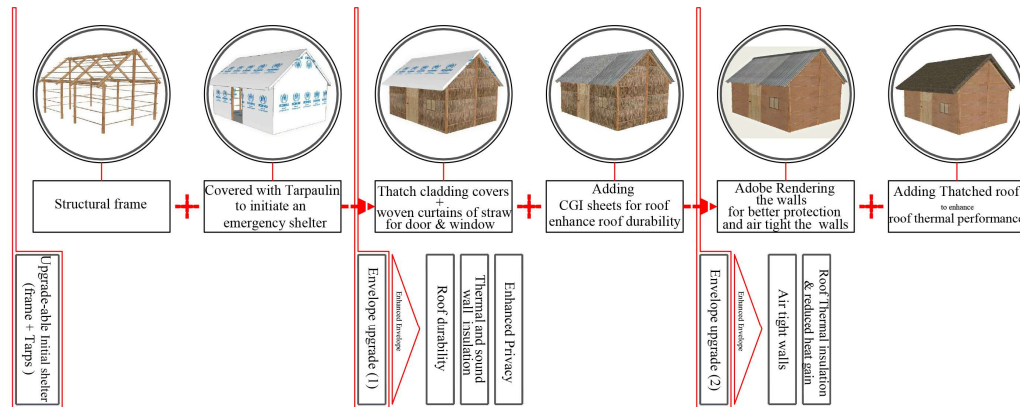 Structural frame
Covered with Tarpaulin
to initiate an
emergency shelter
Thatch cladding covers
+
woven curtains of straw
for door & window
Adding
CGI sheets for roof
enhance roof durability
Adobe Rendering
the walls
for better protection
and air tight the walls
Adding Thatched roof
to enhance
roof thermal performance
Upgrade-able Initial shelter
(frame + Tarps )
Envelope upgrade (1)
Enhanced Envelope
Roof durability
Thermal and sound
wall insulation
Enhanced Privacy
Envelope upgrade (2)
Enhanced Envelope
Air tight walls
Roof Thermal insulation
& reduced heat gain